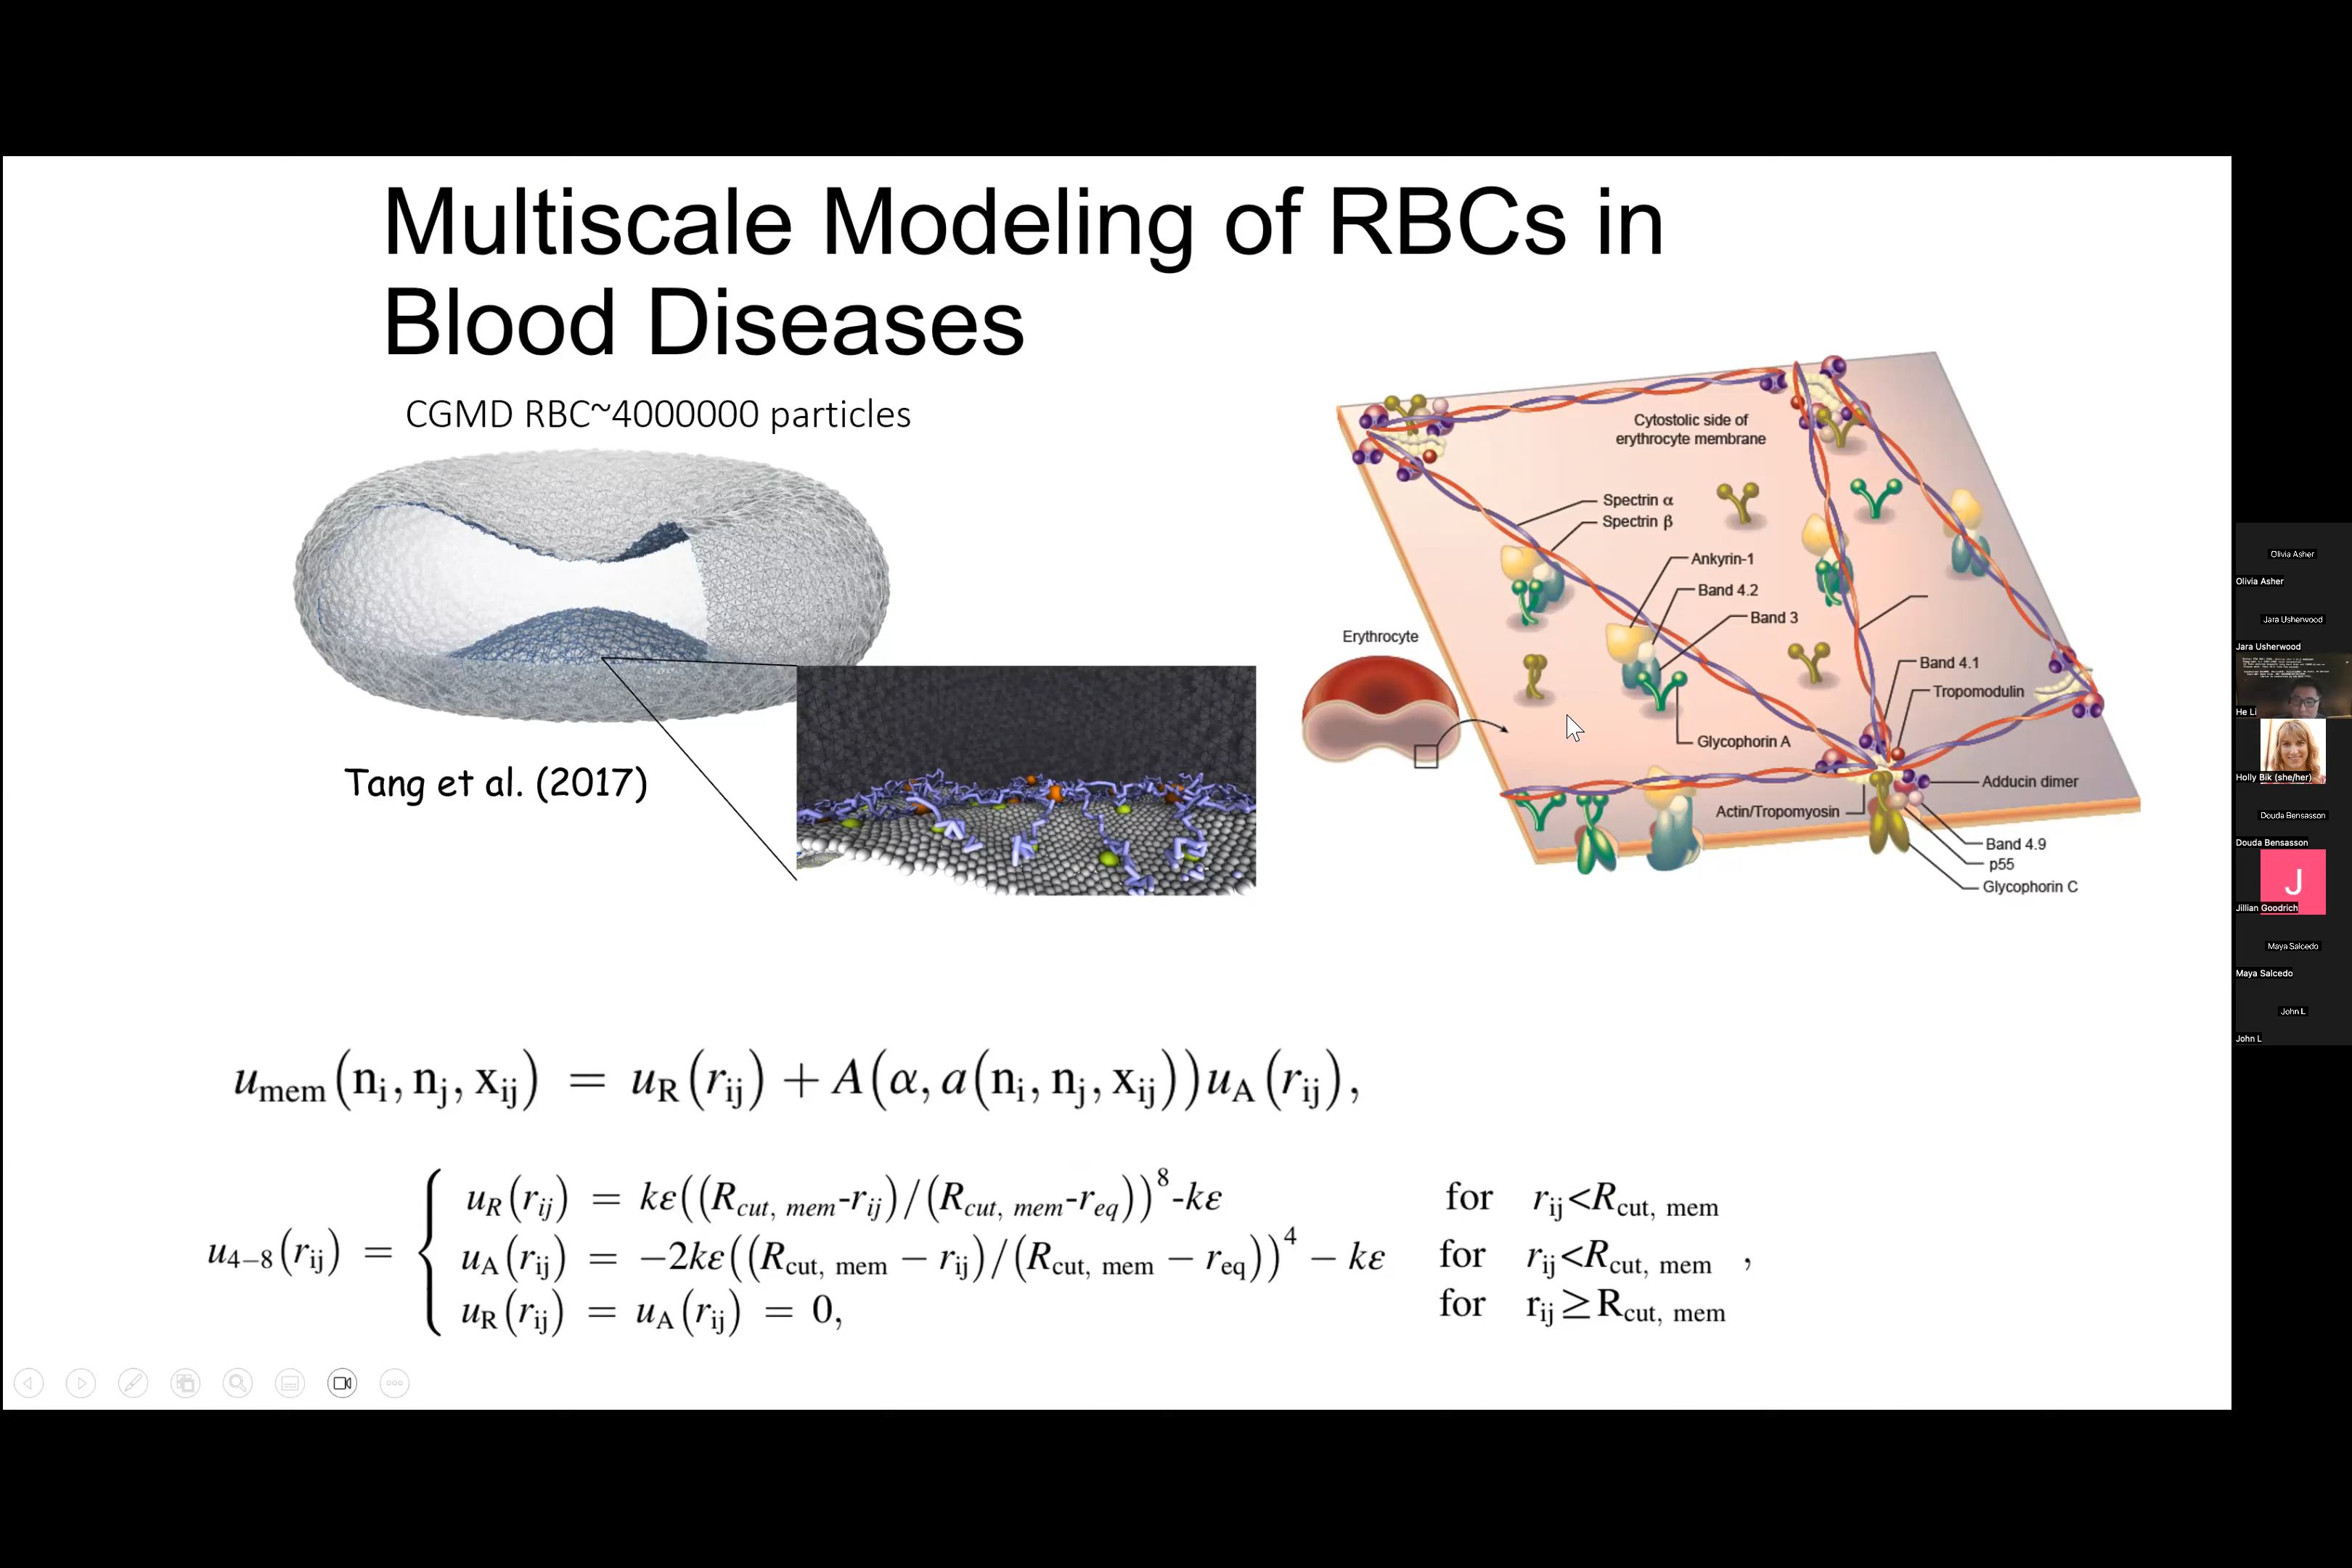 Multiscale Modeling of RBCs in
Blood Diseases
CGMD RBC~4000000 particles
Tang et al. (2017)
Cytostolic side of
erythrocyte membrane
Spectrin α
Spectrin β
Ankyrin-1
Band 4.2
Band 3
Erythrocyte
Band 4.1
Tropomodulin
Glycophorin A
Adducin dimer
Actin/Tropomyosin
Band 4.9
p55
Glycophorin C
u_mem(n_i, n_j, x_ij) = u_R(r_ij) + A(α, a(n_i, n_j, x_ij))u_A(r_ij),
u_4−8(r_ij) = {
u_R(r_ij) = kε((R_cut, mem-r_ij)/(R_cut, mem-r_eq))^8-kε for r_ij<R_cut, mem
u_A(r_ij) = −2kε((R_cut, mem − r_ij)/(R_cut, mem − r_eq))^4 − kε for r_ij<R_cut, mem ,
u_R(r_ij) = u_A(r_ij) = 0, for r_ij≥R_cut, mem
Olivia Asher
Olivia Asher
Jara Usherwood
Jara Usherwood
He Li
Holly Bik (she/her)
Douda Bensasson
Douda Bensasson
J
Jillian Goodrich
Maya Salcedo
Maya Salcedo
John L
John L